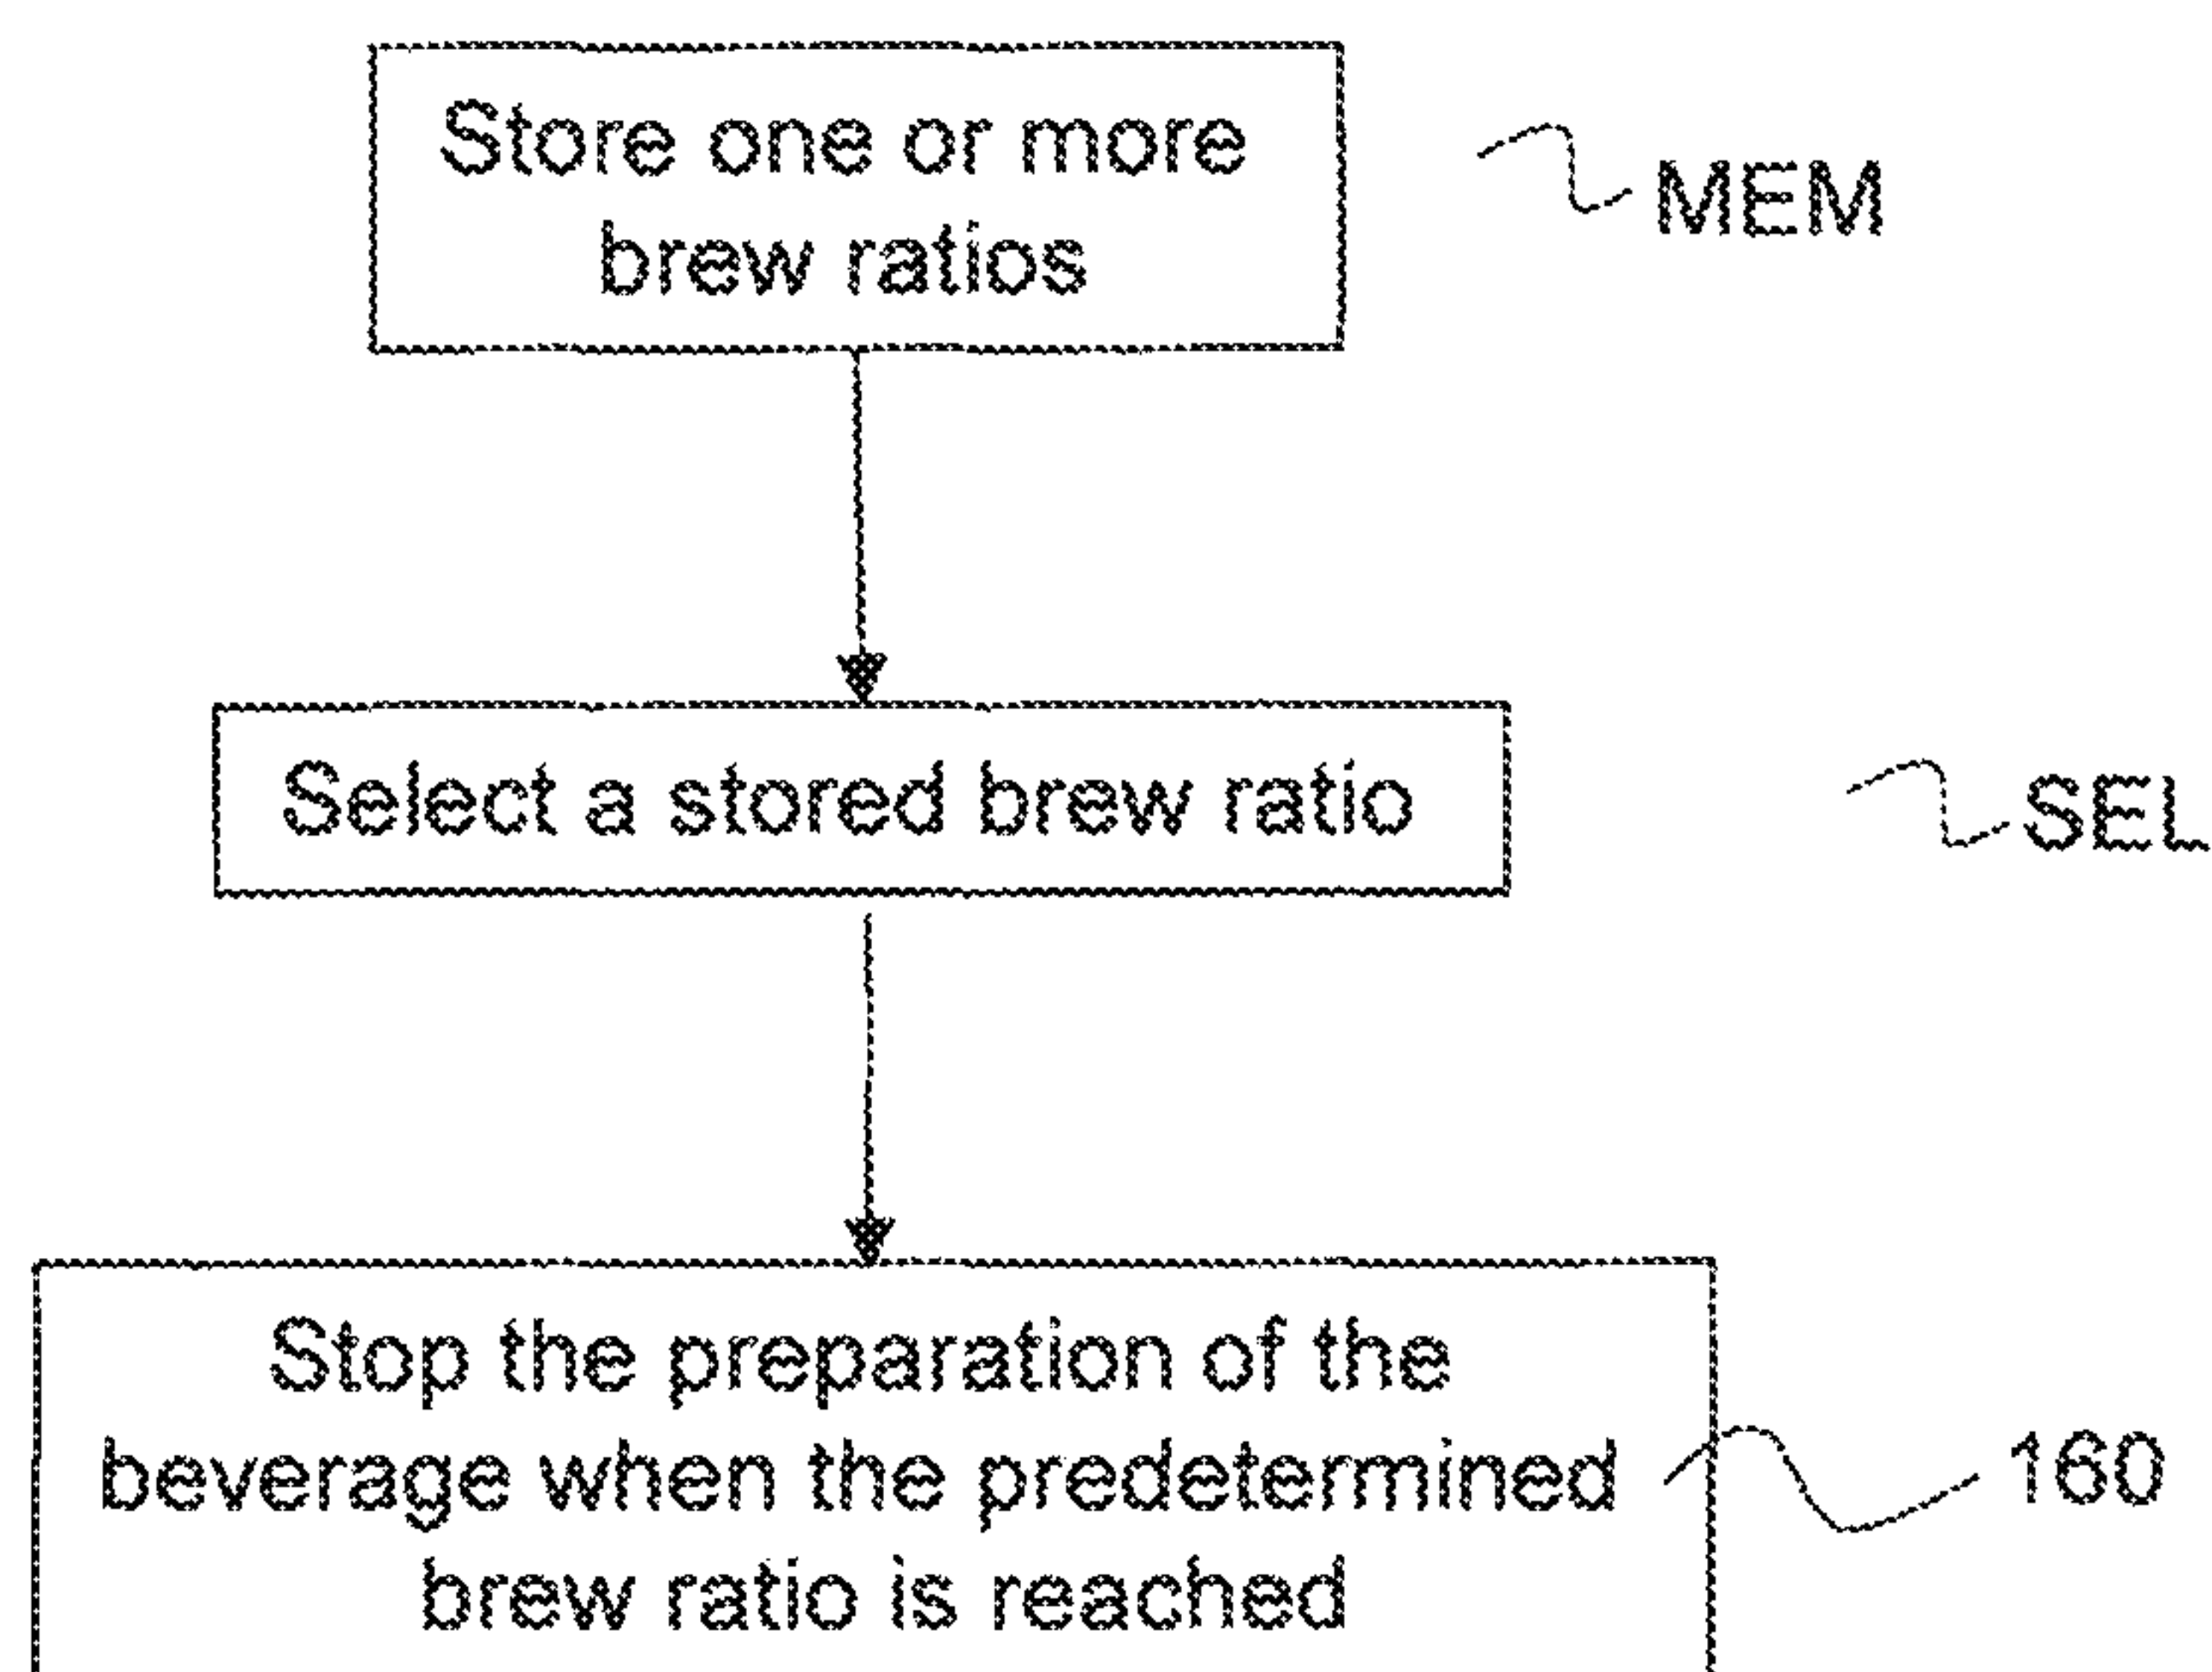 Store one or more
brew ratios
MEM
Select a stored brew ratio
SEL
Stop the preparation of the
beverage when the predetermined
brew ratio is reached
160